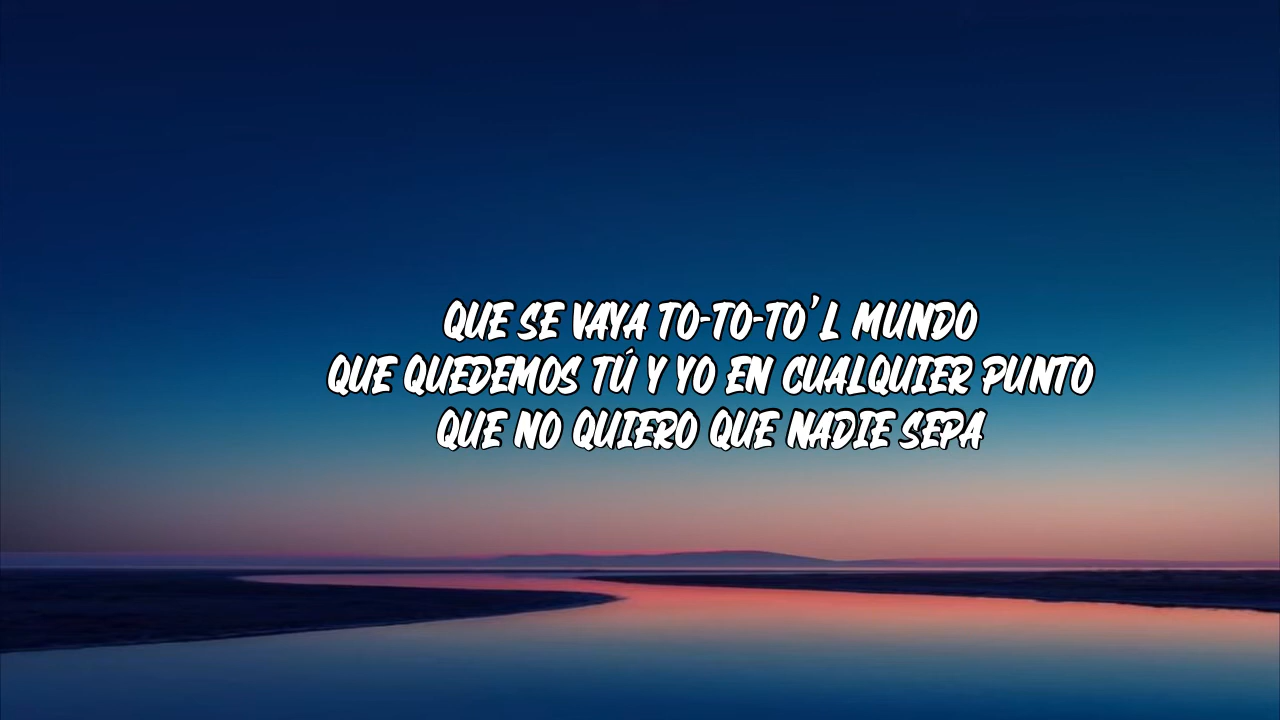 QUE SE VAYA TO-TO-TO'L MUNDO
QUE QUEDEMOS TÚ Y YO EN CUALQUIER PUNTO
QUE NO QUIERO QUE NADIE SEPA